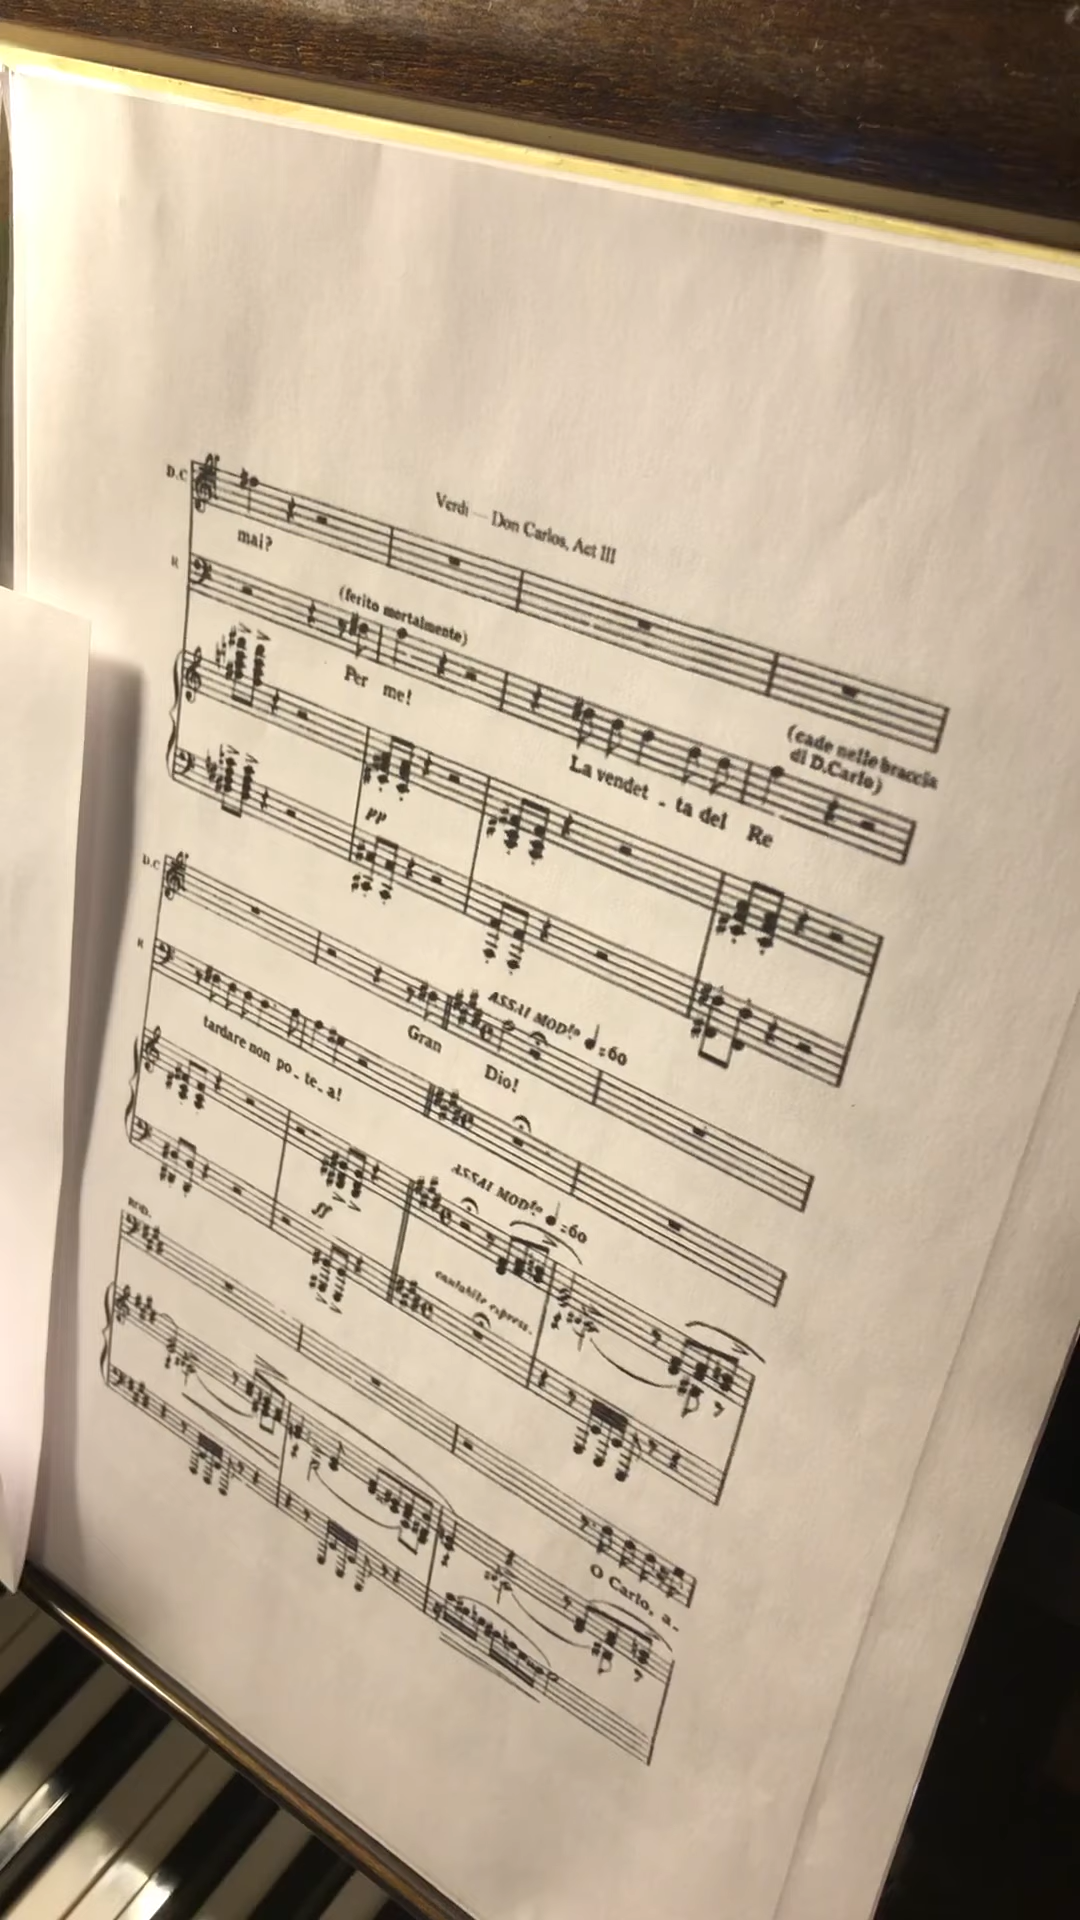 Verdi — Don Carlos, Act III
D.C
mai?
R
(ferito mortalmente)
Per me!
La vendet - ta del Re
(cade nelle braccia
di D.Carlo)
pp
D.C
ASSAI MOD.to ♩=60
Gran Dio!
R
tardare non po - te - a!
ASSAI MOD.to ♩=60
ff
cantabile express.
ROD.
O Carlo, a-